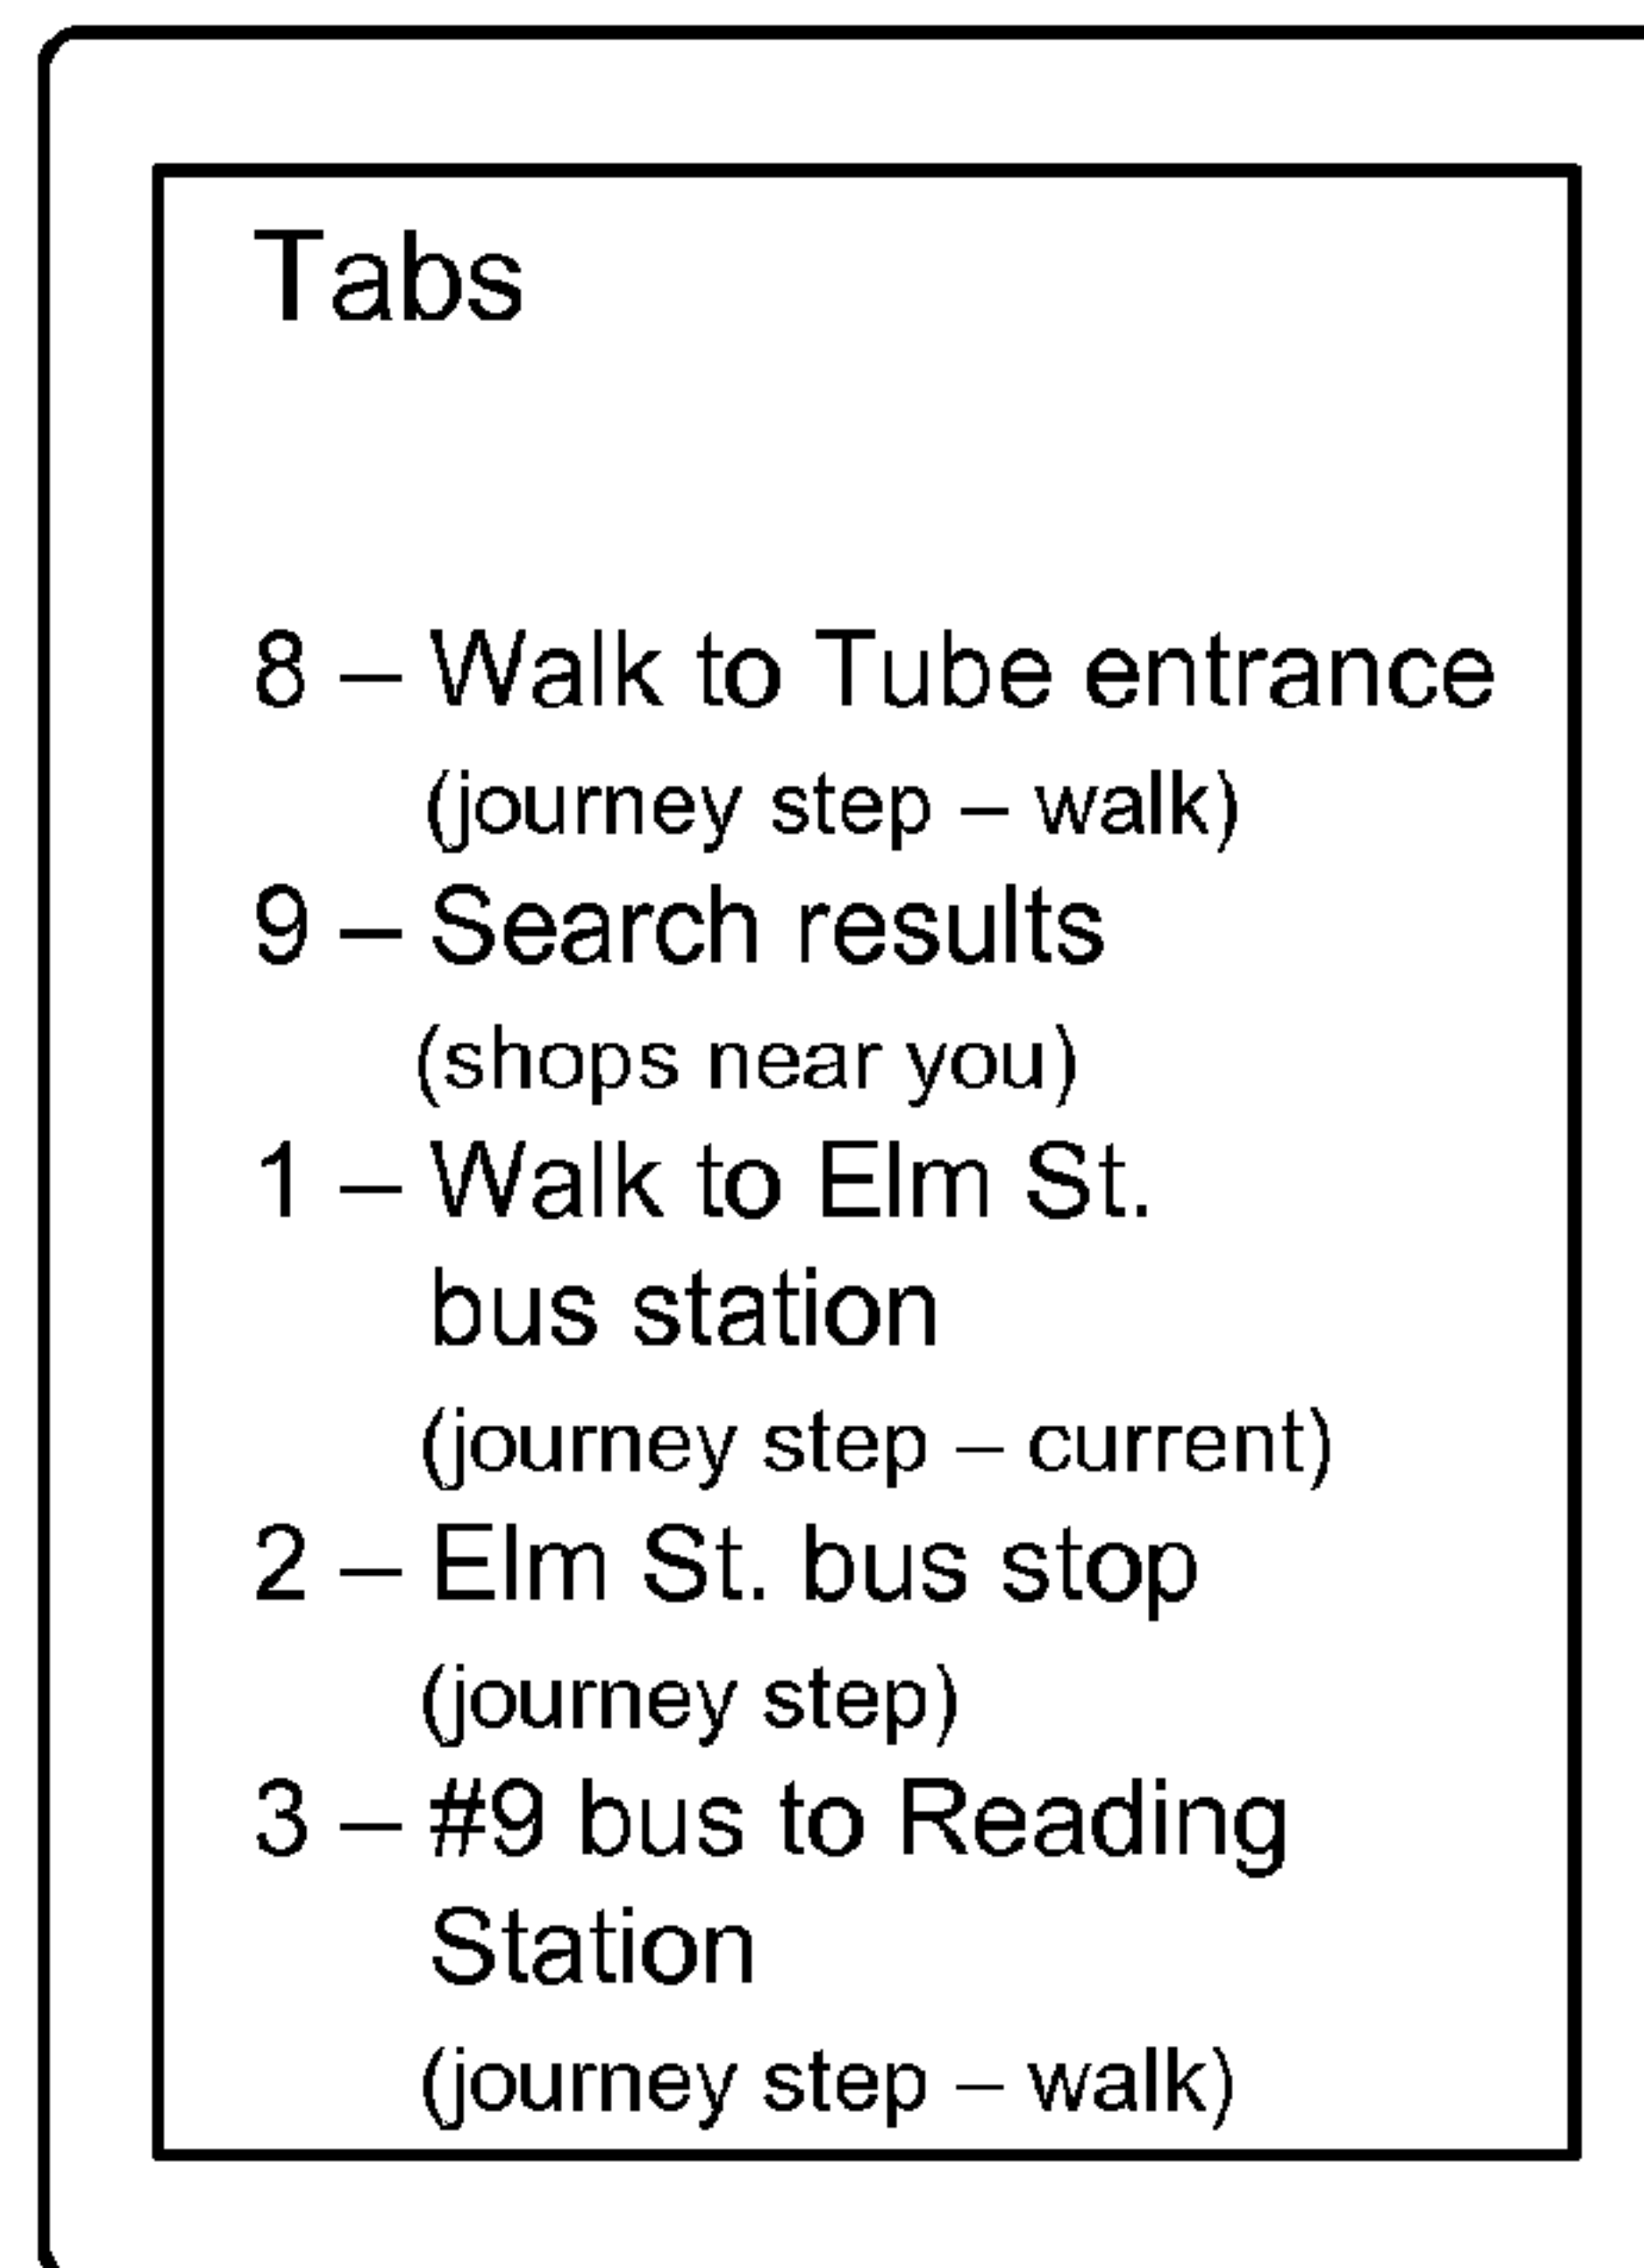 Tabs
8 – Walk to Tube entrance
(journey step – walk)
9 – Search results
(shops near you)
1 – Walk to Elm St.
bus station
(journey step – current)
2 – Elm St. bus stop
(journey step)
3 – #9 bus to Reading
Station
(journey step – walk)